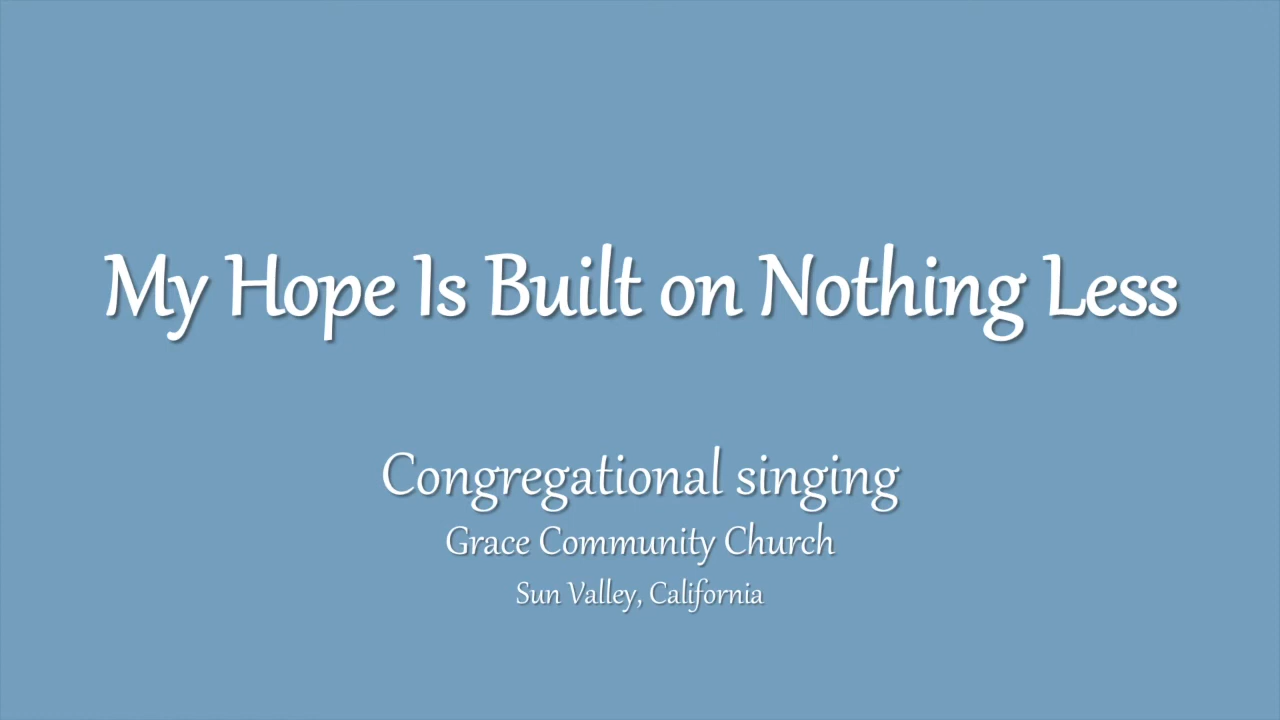 My Hope Is Built on Nothing Less
Congregational singing
Grace Community Church
Sun Valley, California